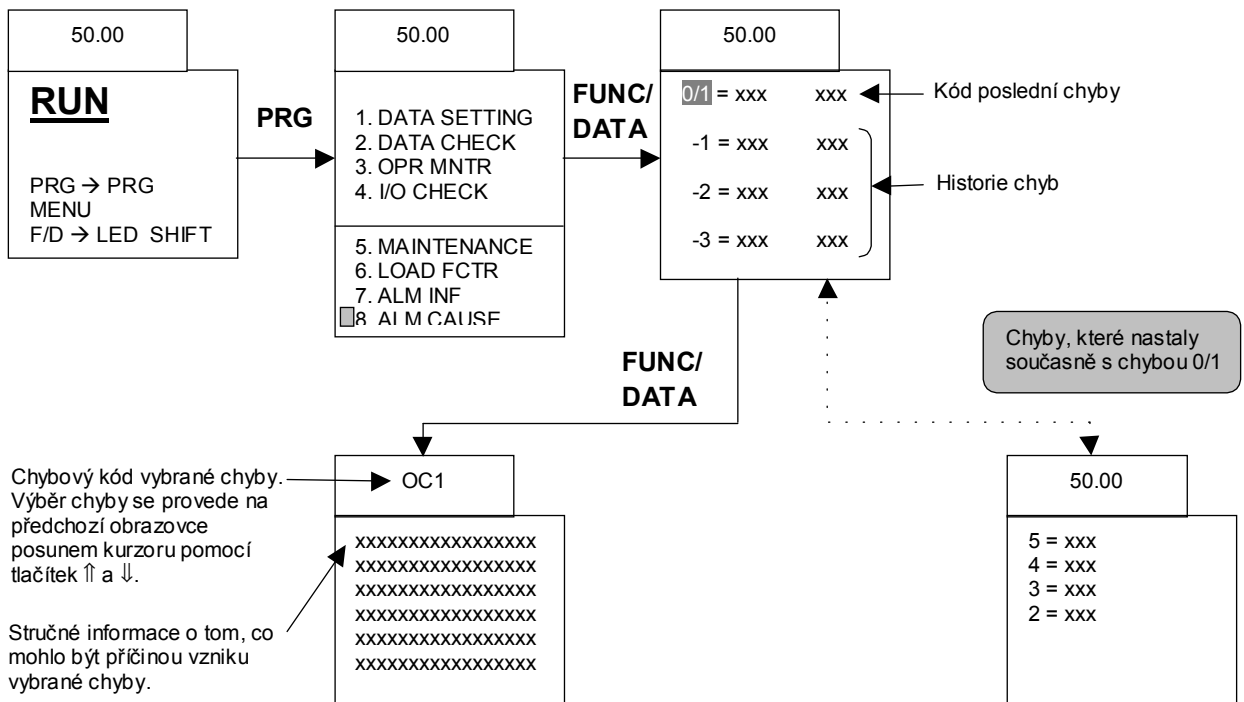 50.00
RUN
PRG → PRG
MENU
F/D → LED SHIFT
PRG
50.00
1. DATA SETTING
2. DATA CHECK
3. OPR MNTR
4. I/O CHECK
5. MAINTENANCE
6. LOAD FCTR
7. ALM INF
8 ALM CAUSE
FUNC/
DATA
50.00
0/1 = xxx xxx
-1 = xxx xxx
-2 = xxx xxx
-3 = xxx xxx
Kód poslední chyby
Historie chyb
Chyby, které nastaly
současně s chybou 0/1
FUNC/
DATA
Chybový kód vybrané chyby.
Výběr chyby se provede na
předchozí obrazovce
posunem kurzoru pomocí
tlačítek ⇑ a ⇓.
Stručné informace o tom, co
mohlo být příčinou vzniku
vybrané chyby.
OC1
xxxxxxxxxxxxxxxxx
xxxxxxxxxxxxxxxxx
xxxxxxxxxxxxxxxxx
xxxxxxxxxxxxxxxxx
xxxxxxxxxxxxxxxxx
xxxxxxxxxxxxxxxxx
50.00
5 = xxx
4 = xxx
3 = xxx
2 = xxx